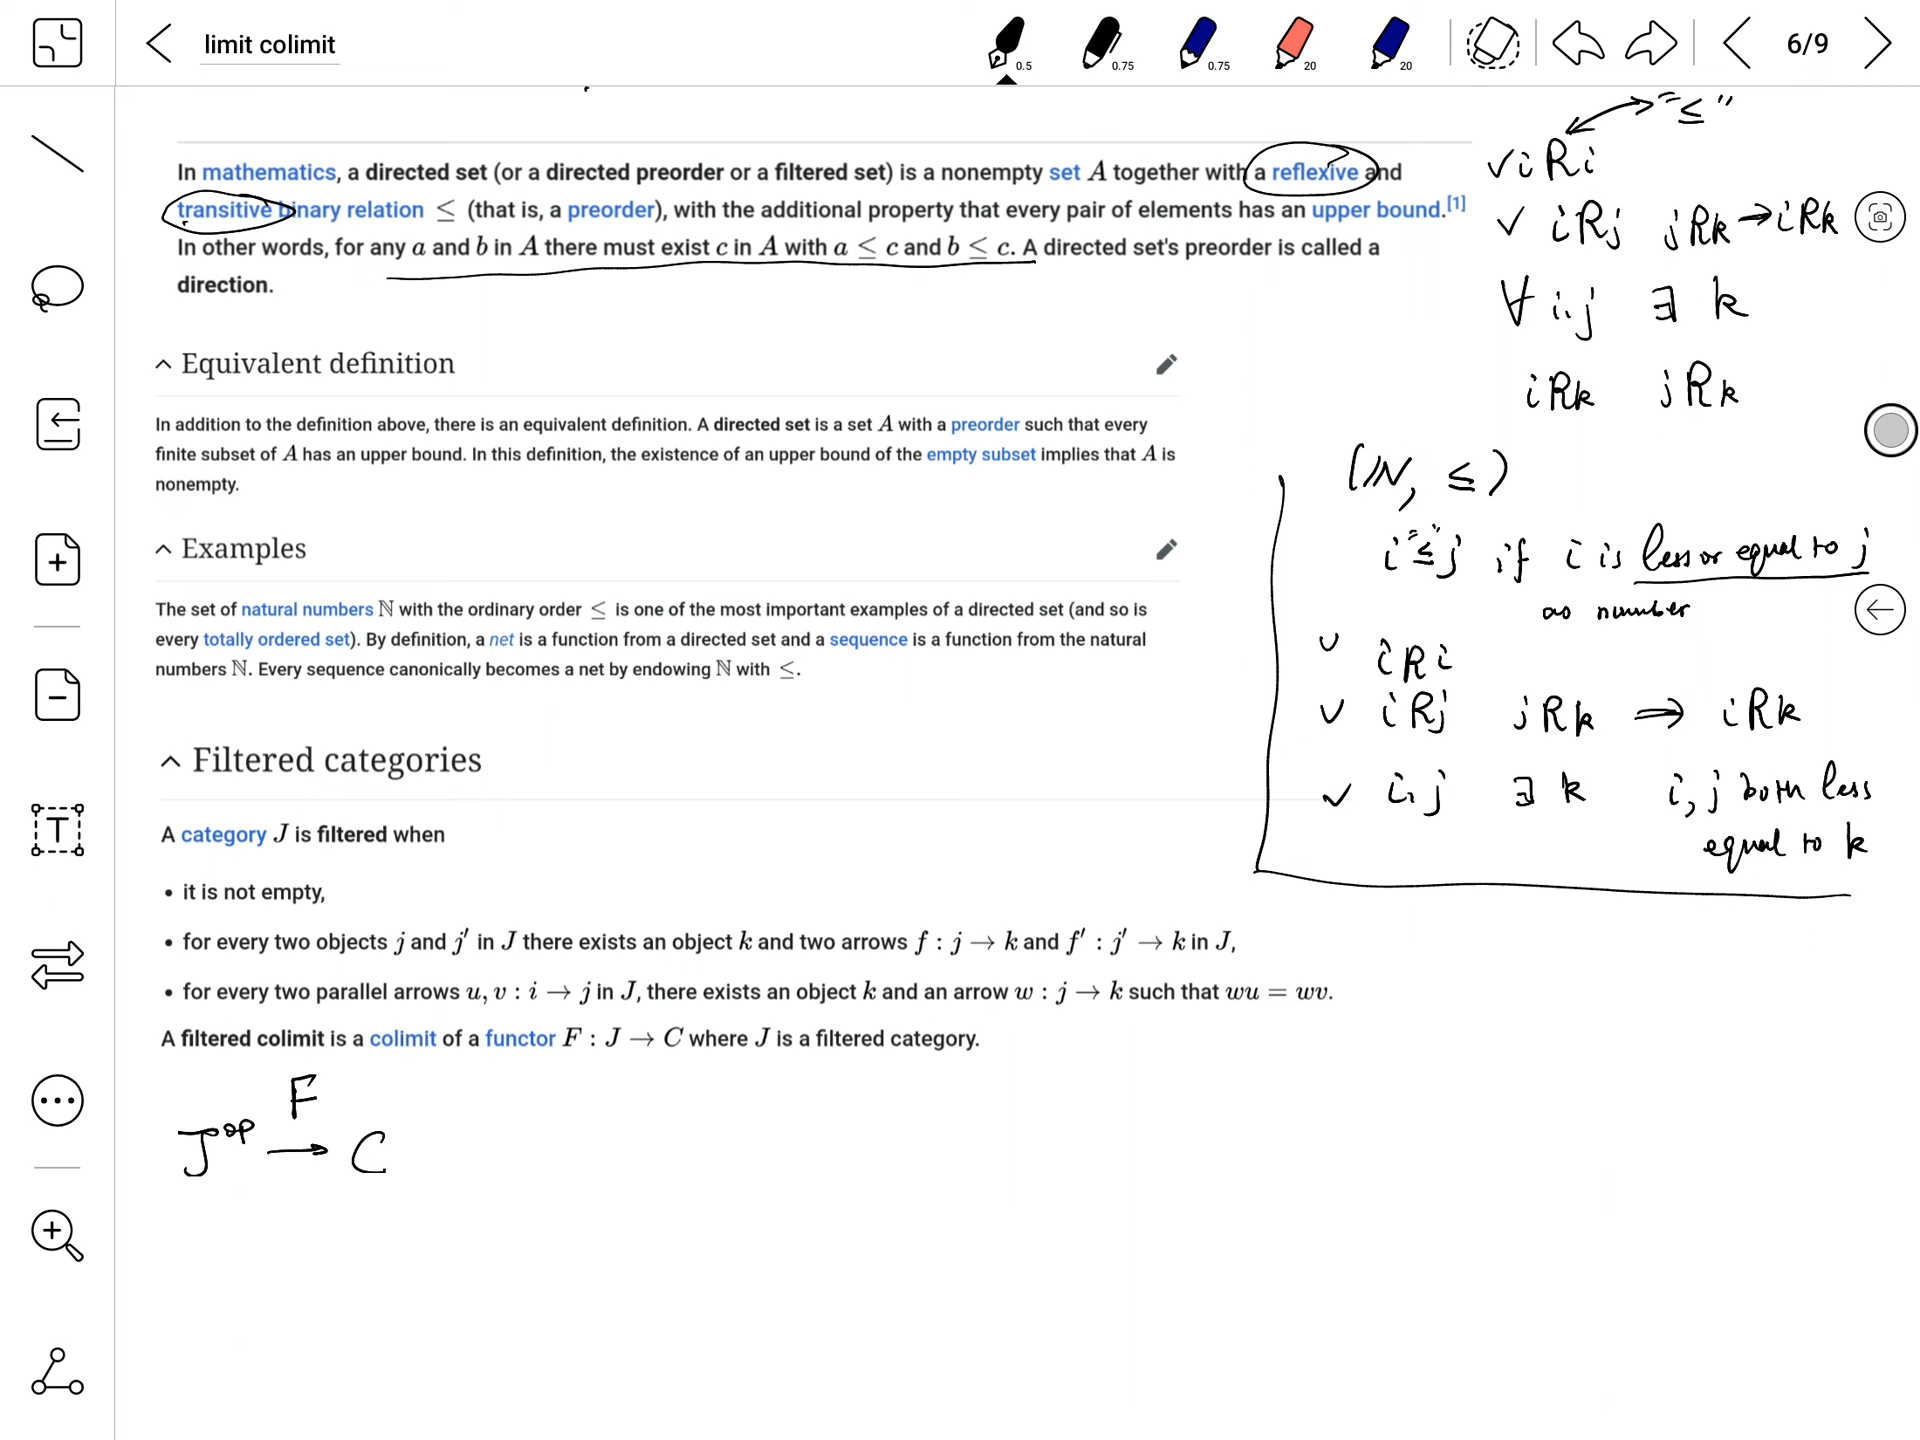 limit colimit
0.5 0.75 0.75 20 20
6/9
In mathematics, a directed set (or a directed preorder or a filtered set) is a nonempty set A together with a reflexive and
transitive binary relation ≤ (that is, a preorder), with the additional property that every pair of elements has an upper bound.[1]
In other words, for any a and b in A there must exist c in A with a ≤ c and b ≤ c. A directed set's preorder is called a
direction.
"≤"
✓ iRi
✓ iRj jRk → iRk
∀ i,j ∃ k
iRk jRk
Equivalent definition
In addition to the definition above, there is an equivalent definition. A directed set is a set A with a preorder such that every
finite subset of A has an upper bound. In this definition, the existence of an upper bound of the empty subset implies that A is
nonempty.
(ℕ, ≤)
i "≤" j if i is less or equal to j
as number
✓ iRi
✓ iRj jRk ⇒ iRk
✓ i,j ∃ k i, j both less
equal to k
Examples
The set of natural numbers ℕ with the ordinary order ≤ is one of the most important examples of a directed set (and so is
every totally ordered set). By definition, a net is a function from a directed set and a sequence is a function from the natural
numbers ℕ. Every sequence canonically becomes a net by endowing ℕ with ≤.
Filtered categories
A category J is filtered when
• it is not empty,
• for every two objects j and j′ in J there exists an object k and two arrows f : j → k and f′ : j′ → k in J,
• for every two parallel arrows u, v : i → j in J, there exists an object k and an arrow w : j → k such that wu = wv.
A filtered colimit is a colimit of a functor F : J → C where J is a filtered category.
F
J^op → C
T